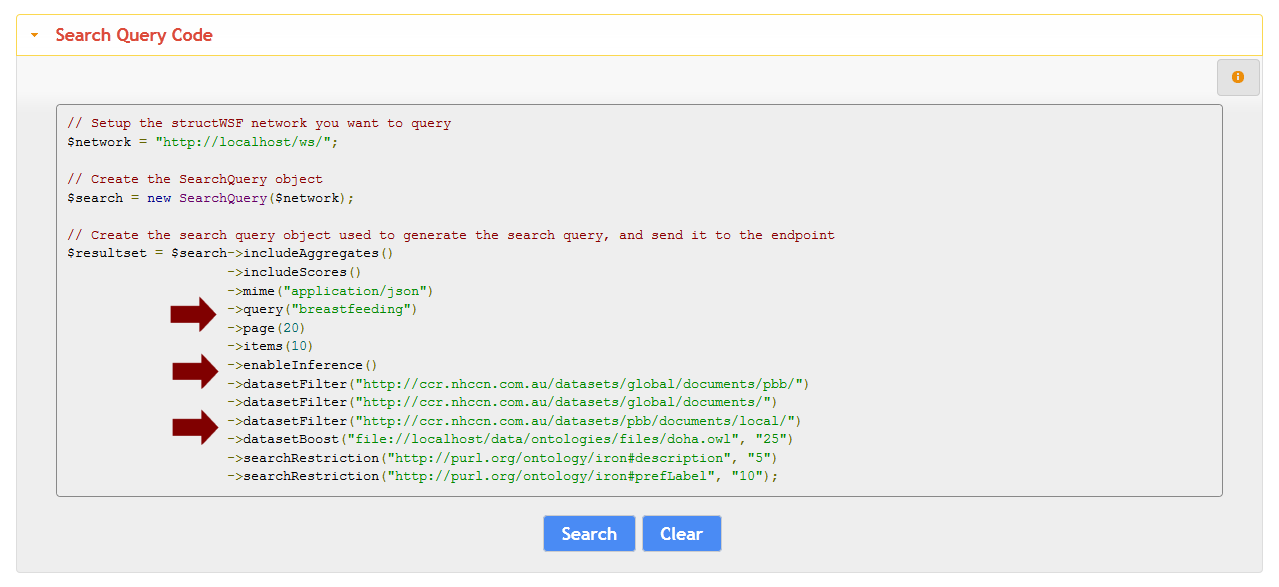 Search Query Code
// Setup the structWSF network you want to query
$network = "http://localhost/ws/";
// Create the SearchQuery object
$search = new SearchQuery($network);
// Create the search query object used to generate the search query, and send it to the endpoint
$resultset = $search->includeAggregates()
->includeScores()
->mime("application/json")
->query("breastfeeding")
->page(20)
->items(10)
->enableInference()
->datasetFilter("http://ccr.nhccn.com.au/datasets/global/documents/pbb/")
->datasetFilter("http://ccr.nhccn.com.au/datasets/global/documents/")
->datasetFilter("http://ccr.nhccn.com.au/datasets/pbb/documents/local/")
->datasetBoost("file://localhost/data/ontologies/files/doha.owl", "25")
->searchRestriction("http://purl.org/ontology/iron#description", "5")
->searchRestriction("http://purl.org/ontology/iron#prefLabel", "10");
Search Clear